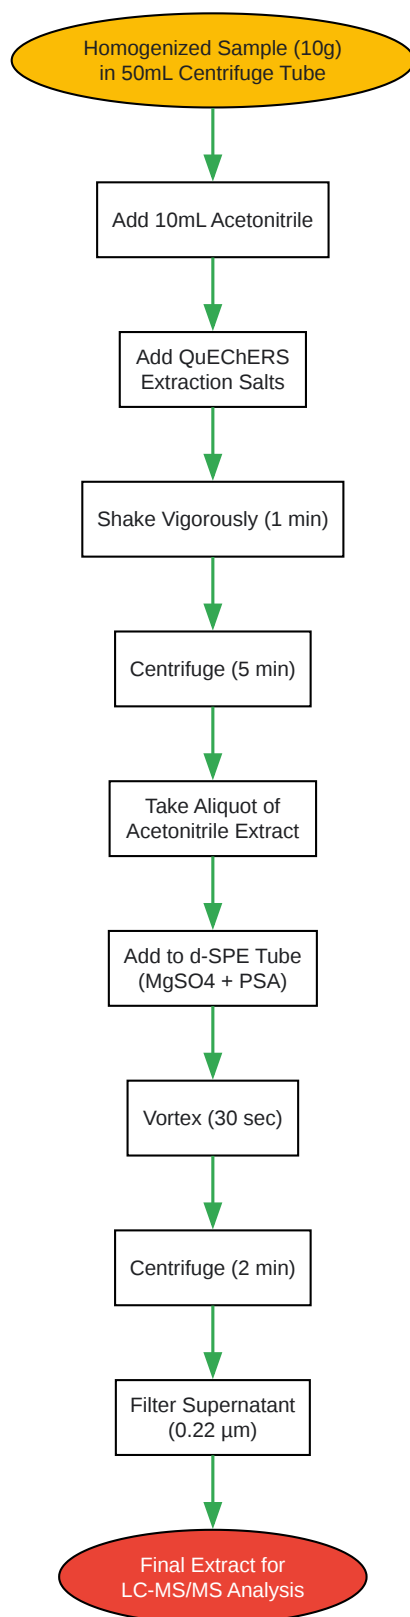 Homogenized Sample (10g)
in 50mL Centrifuge Tube
Add 10mL Acetonitrile
Add QuEChERS
Extraction Salts
Shake Vigorously (1 min)
Centrifuge (5 min)
Take Aliquot of
Acetonitrile Extract
Add to d-SPE Tube
(MgSO4 + PSA)
Vortex (30 sec)
Centrifuge (2 min)
Filter Supernatant
(0.22 µm)
Final Extract for
LC-MS/MS Analysis